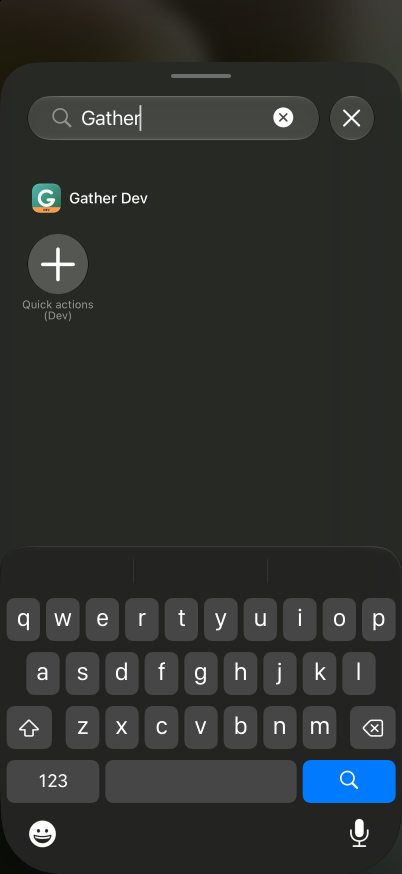 Gather
Gather Dev
Quick actions
(Dev)
q w e r t y u i o p
a s d f g h j k l
z x c v b n m
123